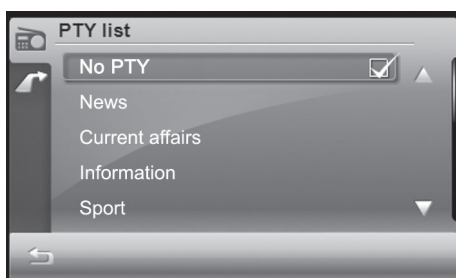 PTY list
No PTY
News
Current affairs
Information
Sport